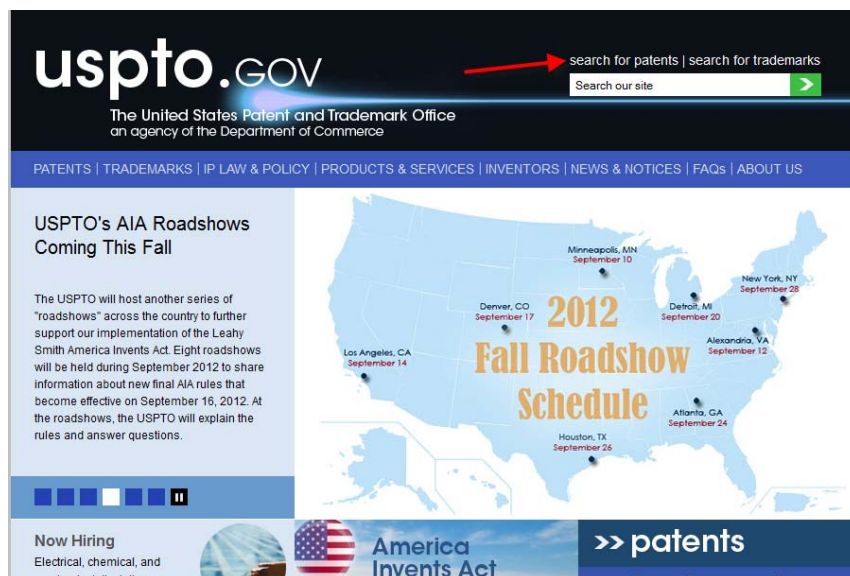 uspto.GOV
The United States Patent and Trademark Office
an agency of the Department of Commerce
search for patents | search for trademarks
Search our site
PATENTS | TRADEMARKS | IP LAW & POLICY | PRODUCTS & SERVICES | INVENTORS | NEWS & NOTICES | FAQs | ABOUT US
USPTO's AIA Roadshows
Coming This Fall
The USPTO will host another series of
"roadshows" across the country to further
support our implementation of the Leahy
Smith America Invents Act. Eight roadshows
will be held during September 2012 to share
information about new final AIA rules that
become effective on September 16, 2012. At
the roadshows, the USPTO will explain the
rules and answer questions.
Minneapolis, MN
September 10
New York, NY
September 28
Denver, CO
September 17
Detroit, MI
September 20
Alexandria, VA
September 12
Los Angeles, CA
September 14
2012
Fall Roadshow
Schedule
Atlanta, GA
September 24
Houston, TX
September 26
Now Hiring
Electrical, chemical, and
America
Invents Act
>> patents